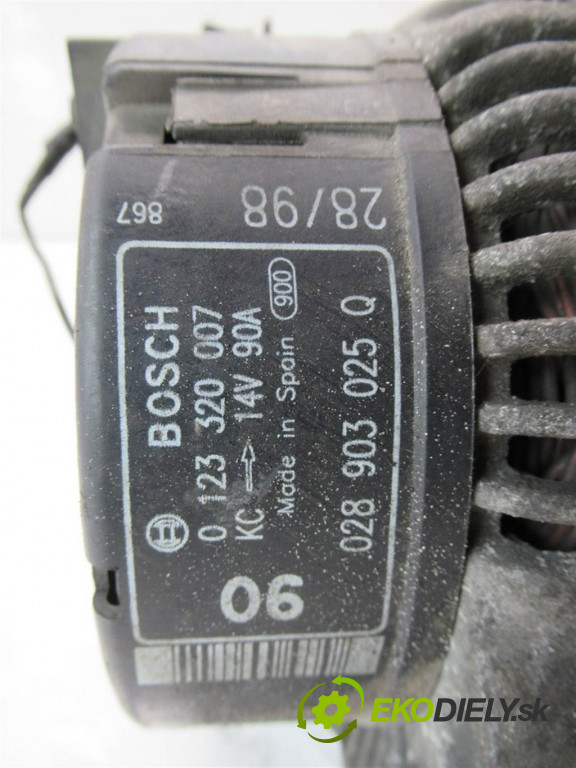 BOSCH
0 123 320 007
KC → 14V 90A
Made in Spain 900
028 903 025 Q
90
28/98
867
EKODIELY.sk